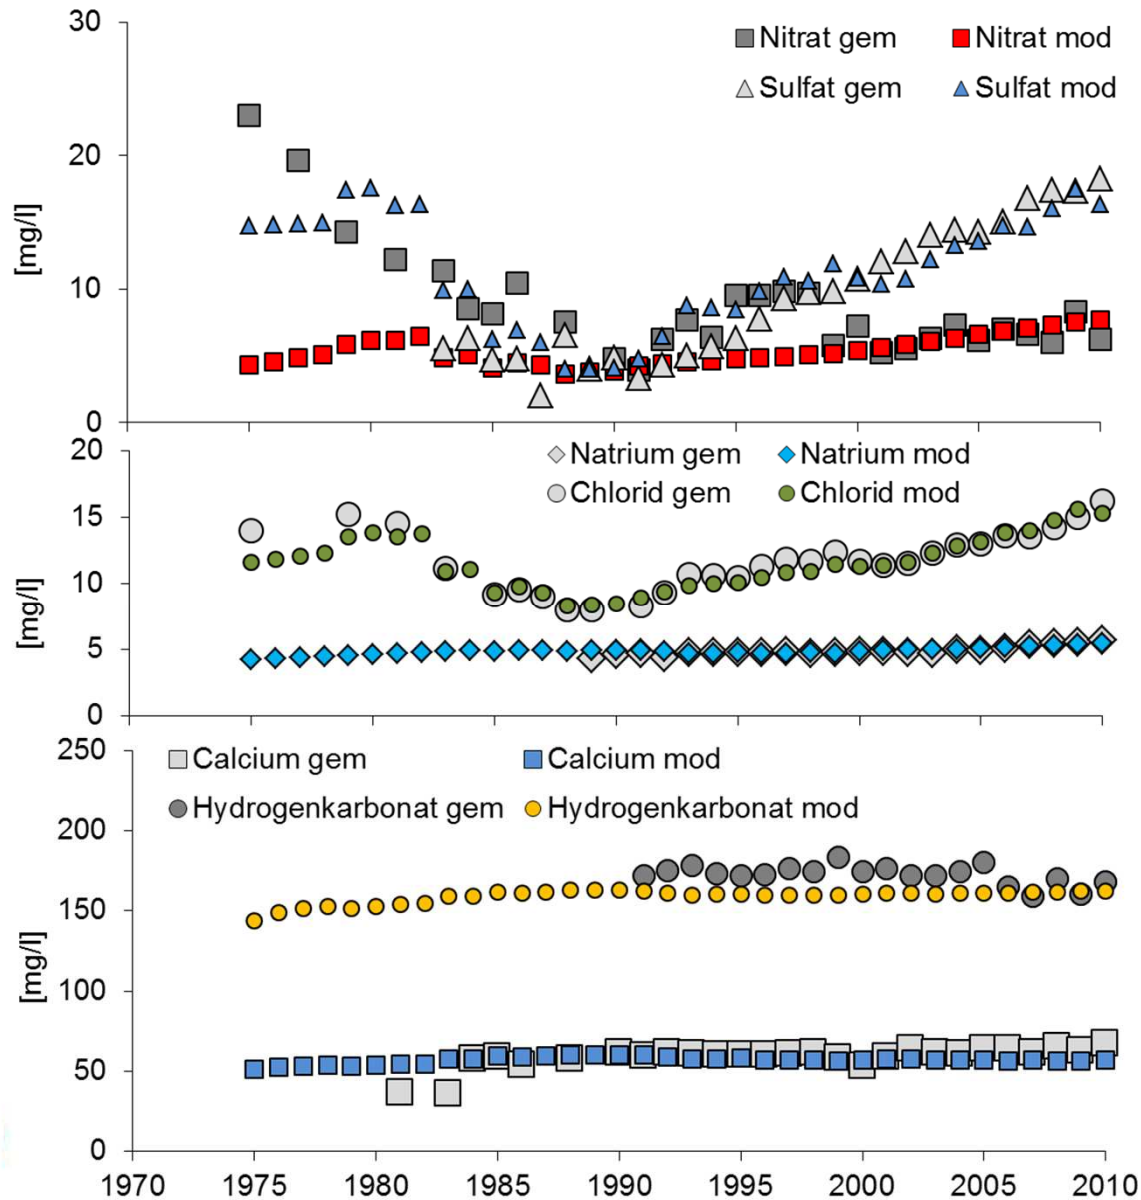 30
Nitrat gem Nitrat mod
Sulfat gem Sulfat mod
20
[mg/l]
10
0
20
Natrium gem Natrium mod
Chlorid gem Chlorid mod
15
10
[mg/l]
5
0
250
Calcium gem Calcium mod
Hydrogenkarbonat gem Hydrogenkarbonat mod
200
150
[mg/l]
100
50
0
1970 1975 1980 1985 1990 1995 2000 2005 2010